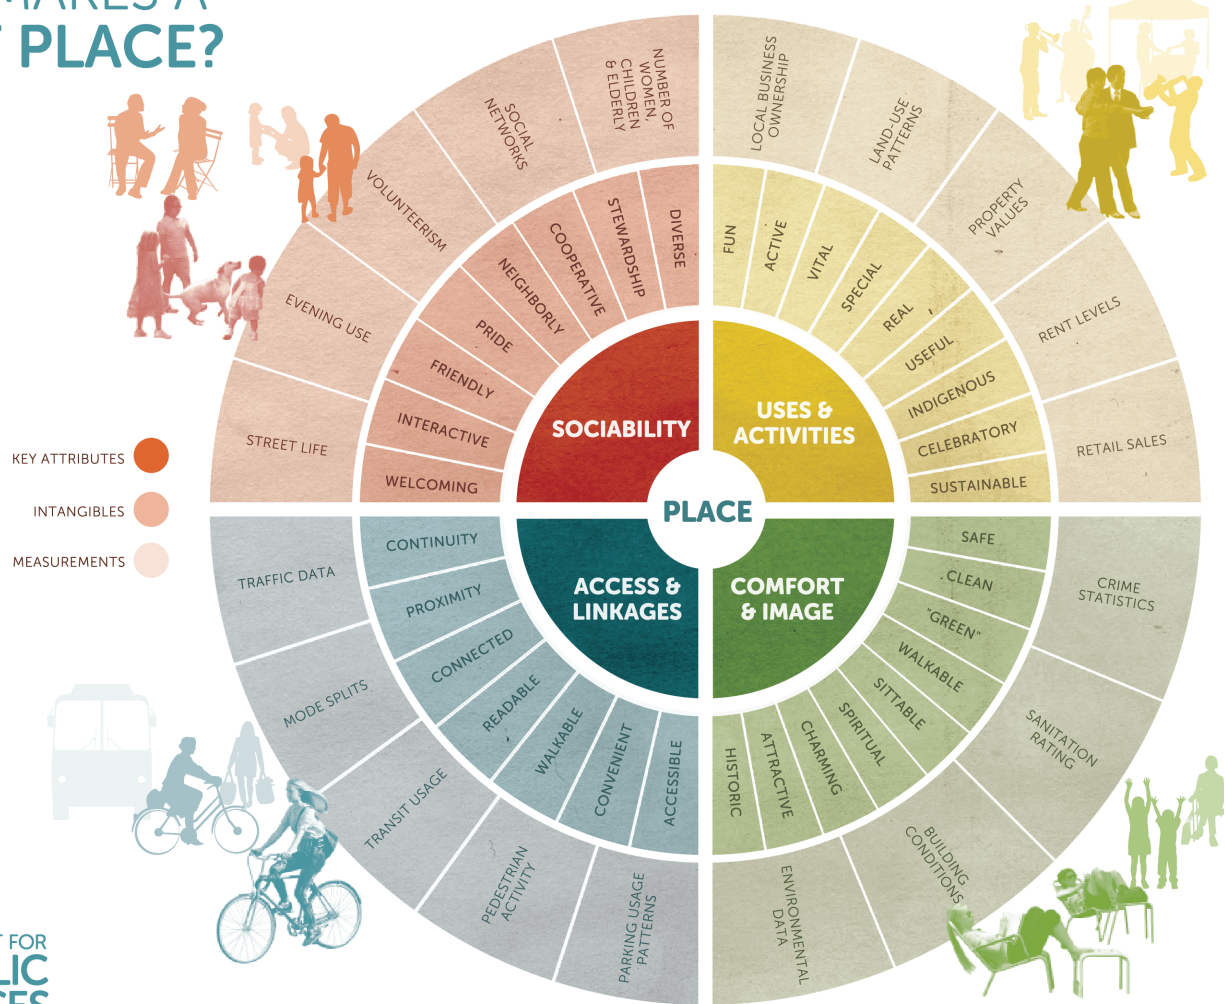 MAKES A
PLACE?
KEY ATTRIBUTES
INTANGIBLES
MEASUREMENTS
PLACE
SOCIABILITY
USES &
ACTIVITIES
ACCESS &
LINKAGES
COMFORT
& IMAGE
WELCOMING
INTERACTIVE
FRIENDLY
PRIDE
NEIGHBORLY
COOPERATIVE
STEWARDSHIP
DIVERSE
STREET LIFE
EVENING USE
VOLUNTEERISM
SOCIAL
NETWORKS
NUMBER OF
WOMEN,
CHILDREN
& ELDERLY
FUN
ACTIVE
VITAL
SPECIAL
REAL
USEFUL
INDIGENOUS
CELEBRATORY
SUSTAINABLE
LOCAL BUSINESS
OWNERSHIP
LAND-USE
PATTERNS
PROPERTY
VALUES
RENT LEVELS
RETAIL SALES
SAFE
CLEAN
"GREEN"
WALKABLE
SITTABLE
SPIRITUAL
CHARMING
ATTRACTIVE
HISTORIC
CRIME
STATISTICS
SANITATION
RATING
BUILDING
CONDITIONS
ENVIRONMENTAL
DATA
CONTINUITY
PROXIMITY
CONNECTED
READABLE
WALKABLE
CONVENIENT
ACCESSIBLE
TRAFFIC DATA
MODE SPLITS
TRANSIT USAGE
PEDESTRIAN
ACTIVITY
PARKING USAGE
PATTERNS
FOR
LIC
CES